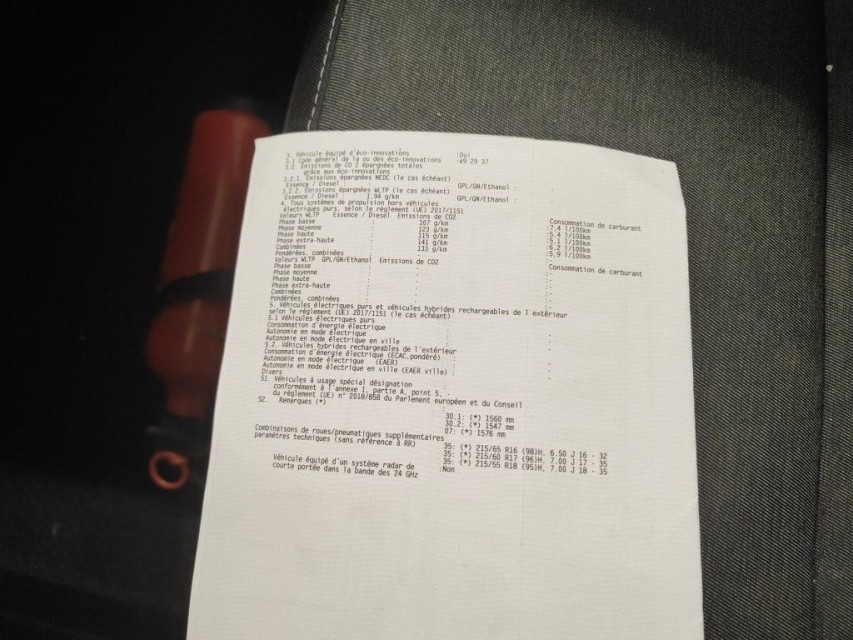 3. Véhicule équipé d'éco-innovations :Oui
3.1 Code général de la ou des éco-innovations :e9 29 37
3.2. Emissions de CO 2 épargnées totales
grâce aux éco-innovations
3.2.1. Emissions épargnées NEDC (le cas échéant)
Essence / Diesel : GPL/GN/Ethanol :
3.2.2. Emissions épargnées WLTP (le cas échéant)
Essence / Diesel : 1.94 g/km GPL/GN/Ethanol :
4. Tous systèmes de propulsion hors véhicules
électriques purs, selon le règlement (UE) 2017/1151
Valeurs WLTP Essence / Diesel Emissions de CO2 Consommation de carburant
Phase basse : 167 g/km :7.4 l/100km
Phase moyenne : 123 g/km :5.4 l/100km
Phase haute : 115 g/km :5.1 l/100km
Phase extra-haute : 141 g/km :6.2 l/100km
Combinées : 133 g/km :5.9 l/100km
Pondérées, combinées
Valeurs WLTP GPL/GN/Ethanol Emissions de CO2 Consommation de carburant
Phase basse
Phase moyenne
Phase haute
Phase extra-haute
Combinées
Pondérées, combinées
5. Véhicules électriques purs et véhicules hybrides rechargeables de l'extérieur
selon le règlement (UE) 2017/1151 (le cas échéant)
5.1 Véhicules électriques purs
Consommation d'énergie électrique
Autonomie en mode électrique
Autonomie en mode électrique en ville
5.2. Véhicules hybrides rechargeables de l'extérieur
Consommation d'énergie électrique (ECAC,pondéré)
Autonomie en mode électrique (EAER)
Autonomie en mode électrique en ville (EAER ville)
Divers
51. Véhicules à usage spécial désignation
conformément à l'annexe I, partie A, point 5,
du règlement (UE) n° 2018/858 du Parlement européen et du Conseil
52. Remarques (*)
30.1: (*) 1560 mm
30.2: (*) 1547 mm
07: (*) 1576 mm
Combinaisons de roues/pneumatiques supplémentaires
paramètres techniques (sans référence à RR)
35: (*) 215/65 R16 (98)H, 6.50 J 16 - 32
35: (*) 215/60 R17 (96)H, 7.00 J 17 - 35
35: (*) 215/55 R18 (95)H, 7.00 J 18 - 35
Véhicule équipé d'un système radar de
courte portée dans la bande des 24 GHz :Non